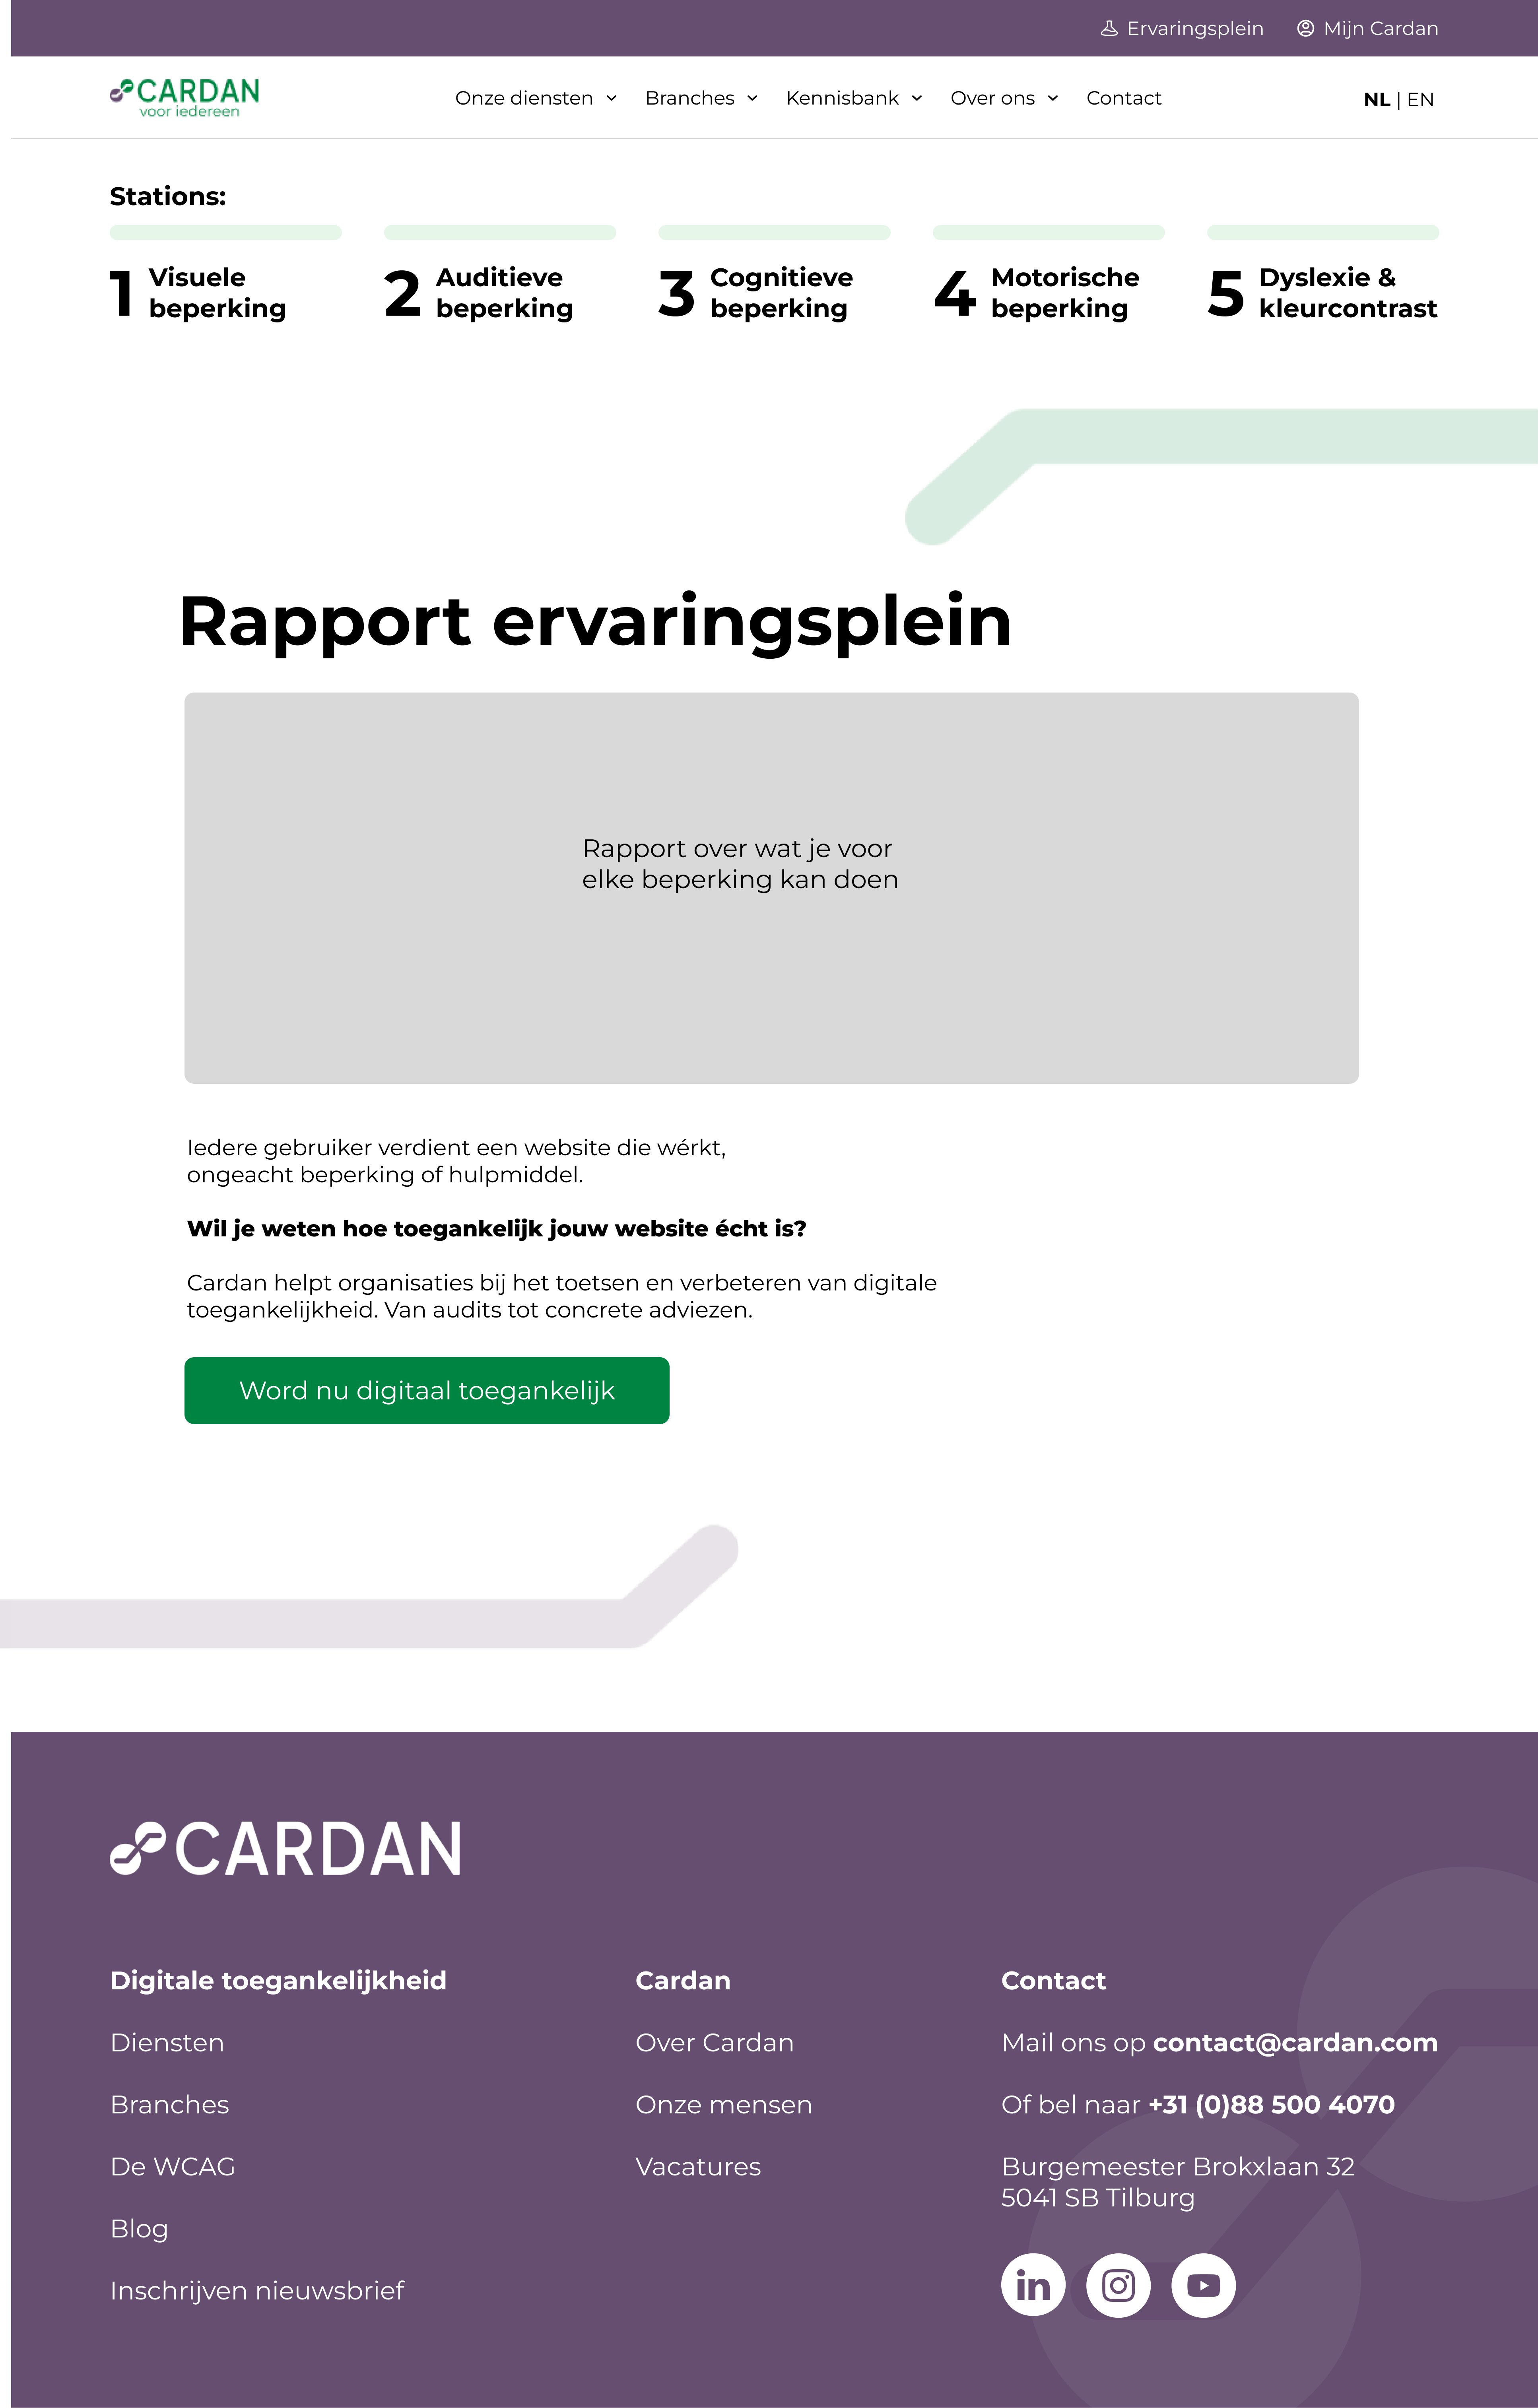 Ervaringsplein
Mijn Cardan
CARDAN
voor iedereen
Onze diensten
Branches
Kennisbank
Over ons
Contact
NL | EN
Stations:
1 Visuele
beperking
2 Auditieve
beperking
3 Cognitieve
beperking
4 Motorische
beperking
5 Dyslexie &
kleurcontrast
Rapport ervaringsplein
Rapport over wat je voor
elke beperking kan doen
Iedere gebruiker verdient een website die wérkt,
ongeacht beperking of hulpmiddel.
Wil je weten hoe toegankelijk jouw website écht is?
Cardan helpt organisaties bij het toetsen en verbeteren van digitale
toegankelijkheid. Van audits tot concrete adviezen.
Word nu digitaal toegankelijk
CARDAN
Digitale toegankelijkheid
Diensten
Branches
De WCAG
Blog
Inschrijven nieuwsbrief
Cardan
Over Cardan
Onze mensen
Vacatures
Contact
Mail ons op contact@cardan.com
Of bel naar +31 (0)88 500 4070
Burgemeester Brokxlaan 32
5041 SB Tilburg
in